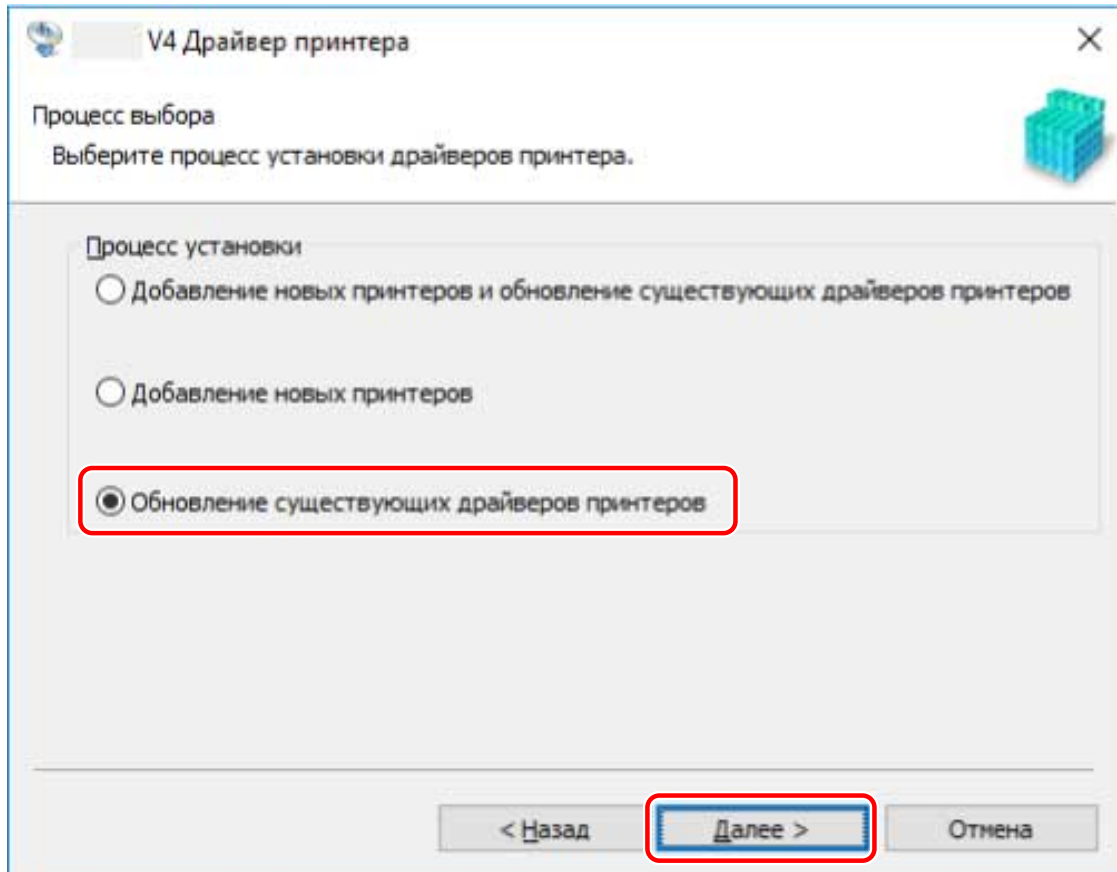 V4 Драйвер принтера
Процесс выбора
Выберите процесс установки драйверов принтера.
Процесс установки
Добавление новых принтеров и обновление существующих драйверов принтеров
Добавление новых принтеров
Обновление существующих драйверов принтеров
< Назад
Далее >
Отмена